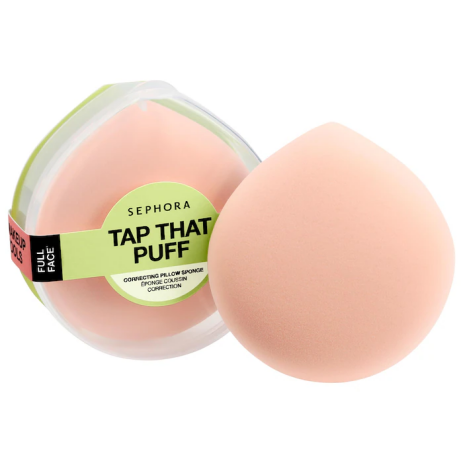 SEPHORA
TAP THAT
PUFF
CORRECTING PILLOW SPONGE
ÉPONGE COUSSIN
CORRECTION
FULL
FACE